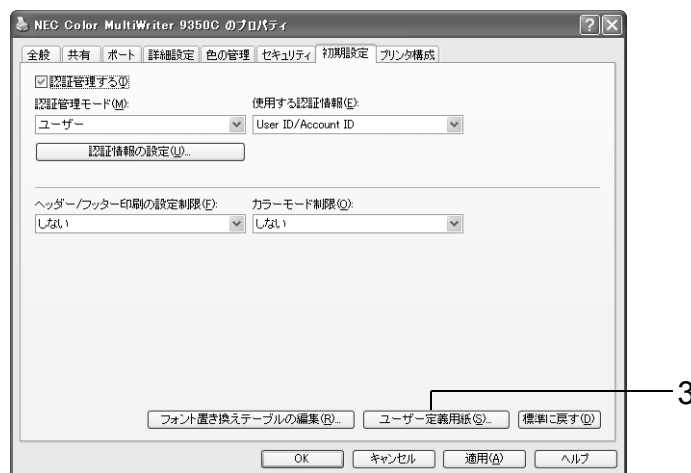 NEC Color MultiWriter 9350C のプロパティ
全般 共有 ポート 詳細設定 色の管理 セキュリティ 初期設定 プリンタ構成
認証管理する(I)
認証管理モード(M): 使用する認証情報(E):
ユーザー User ID/Account ID
認証情報の設定(U)...
ヘッダー/フッター印刷の設定制限(F): カラーモード制限(O):
しない しない
3
フォント置き換えテーブルの編集(R)... ユーザー定義用紙(S)... 標準に戻す(D)
OK キャンセル 適用(A) ヘルプ